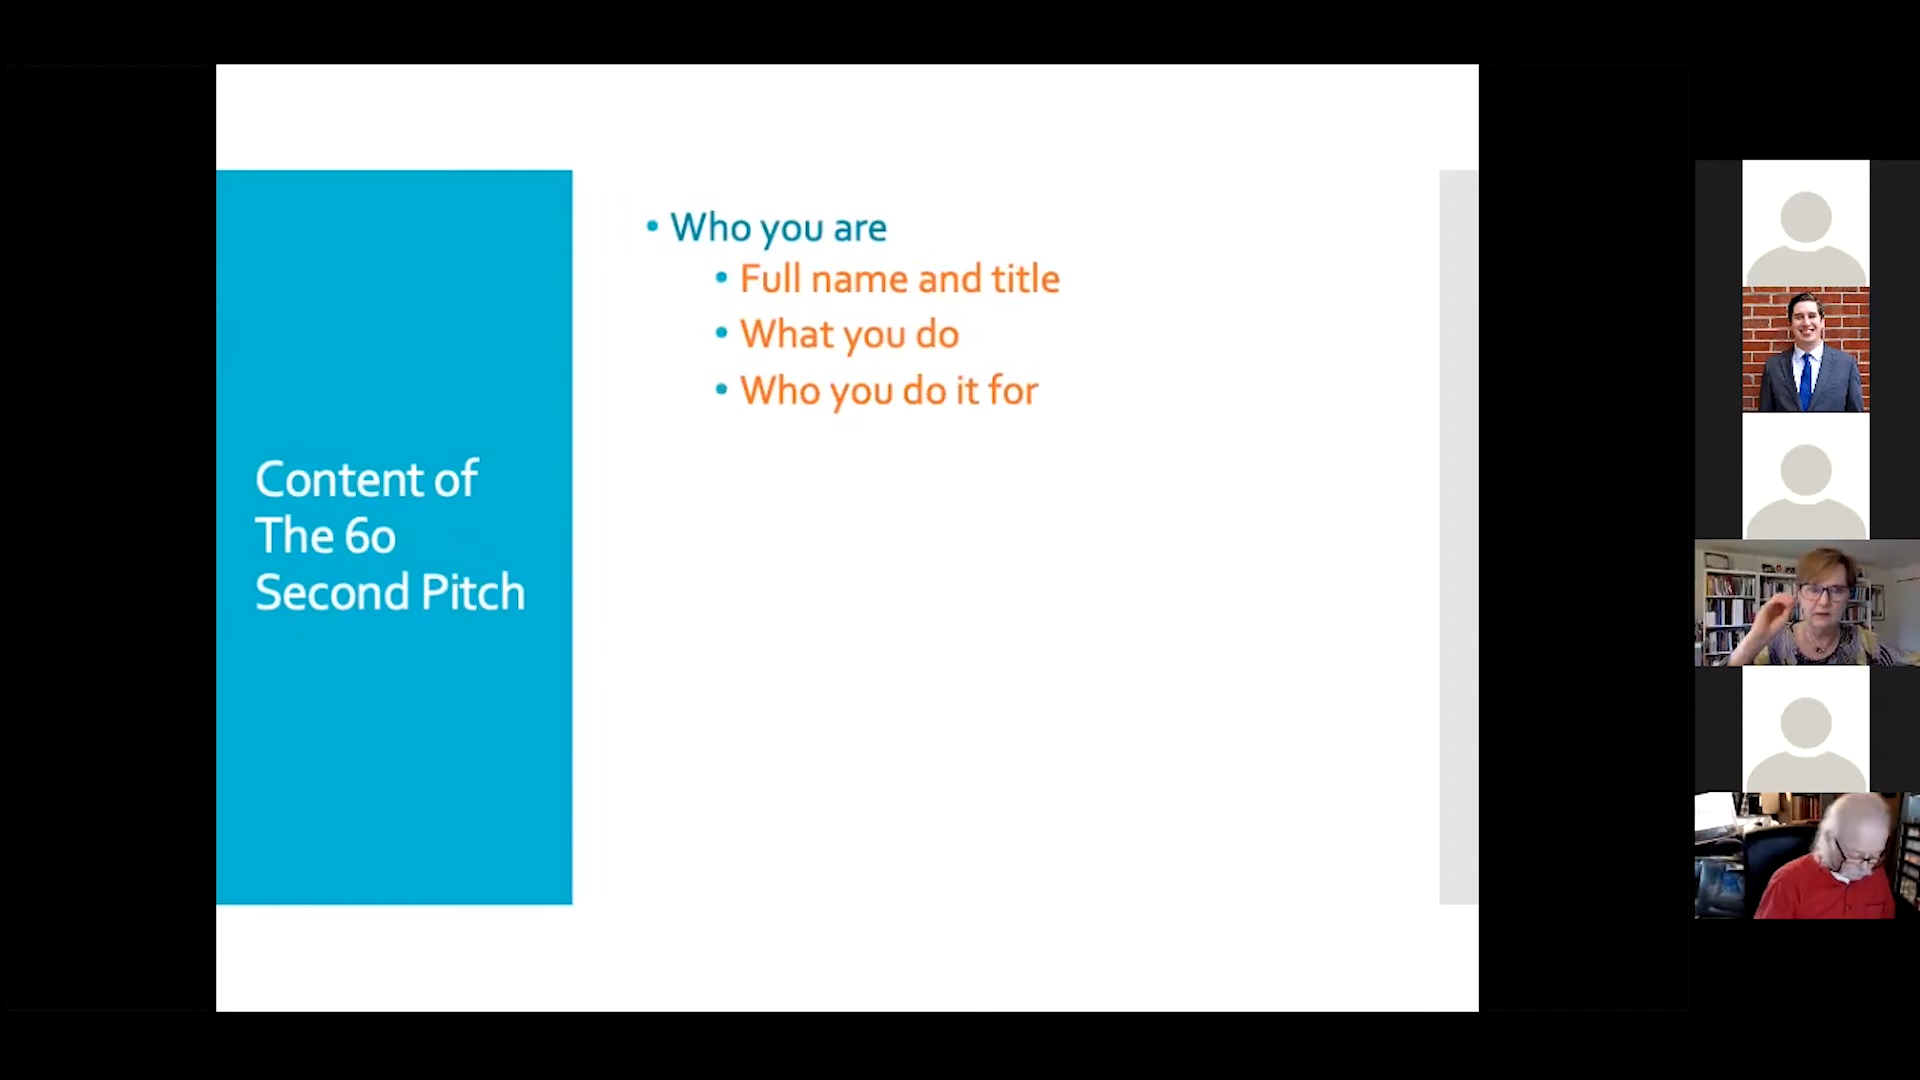 Content of
The 60
Second Pitch
• Who you are
• Full name and title
• What you do
• Who you do it for